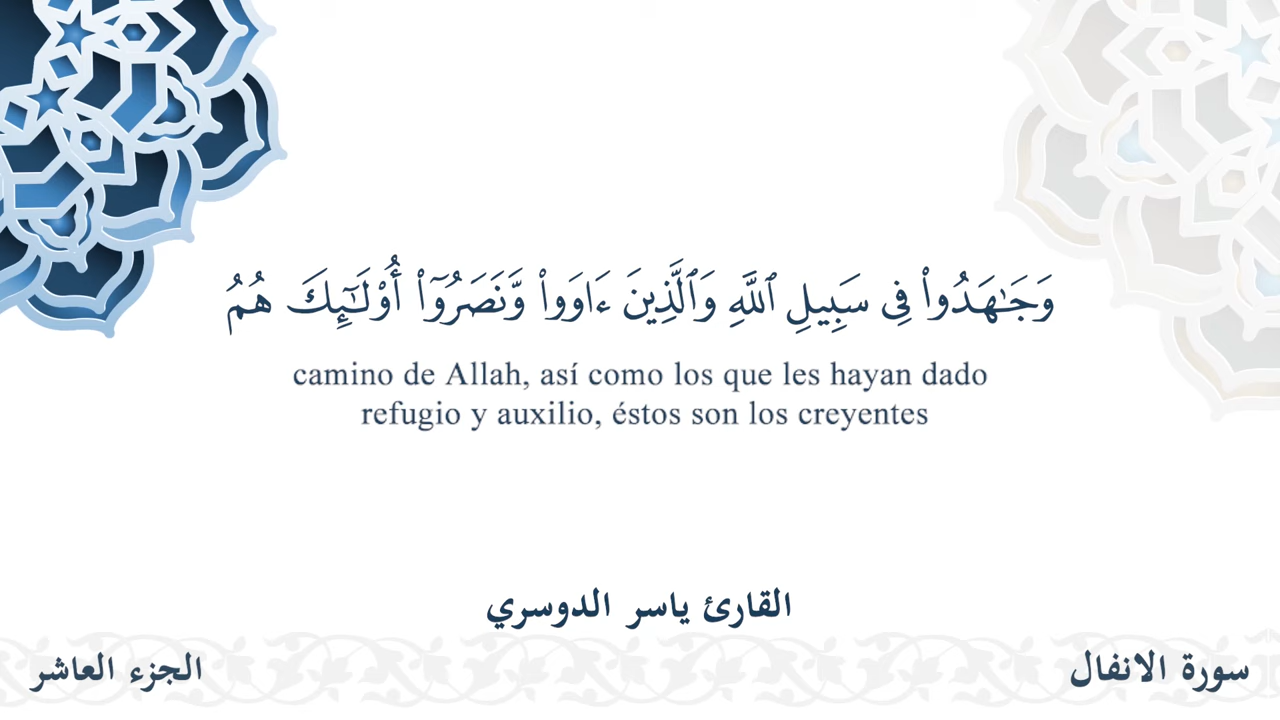 وَجَـٰهَدُوا۟ فِى سَبِيلِ ٱللَّهِ وَٱلَّذِينَ ءَاوَوا۟ وَّنَصَرُوٓا۟ أُو۟لَـٰٓئِكَ هُمُ
camino de Allah, así como los que les hayan dado
refugio y auxilio, éstos son los creyentes
القارئ ياسر الدوسري
سورة الانفال
الجزء العاشر